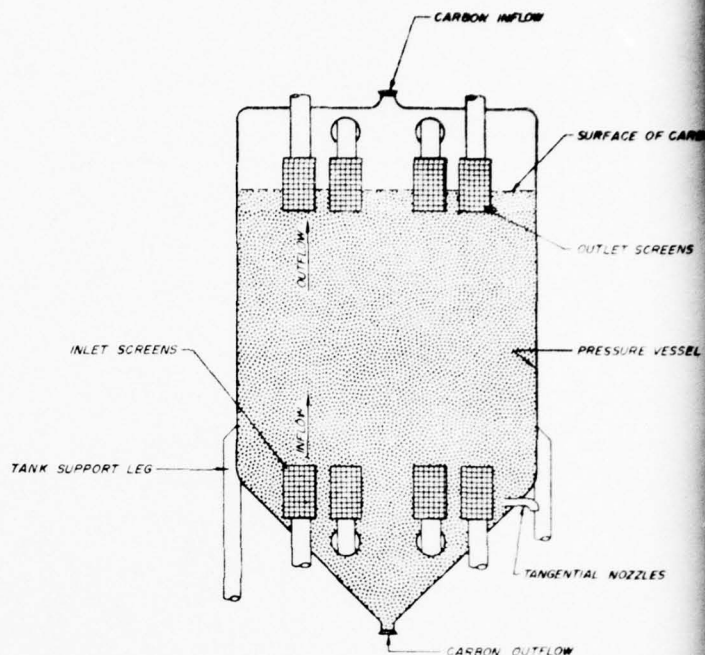 CARBON INFLOW
SURFACE OF CARB
OUTFLOW
OUTLET SCREENS
INLET SCREENS
PRESSURE VESSEL
INFLOW
TANK SUPPORT LEG
TANGENTIAL NOZZLES
CARBON OUTFLOW